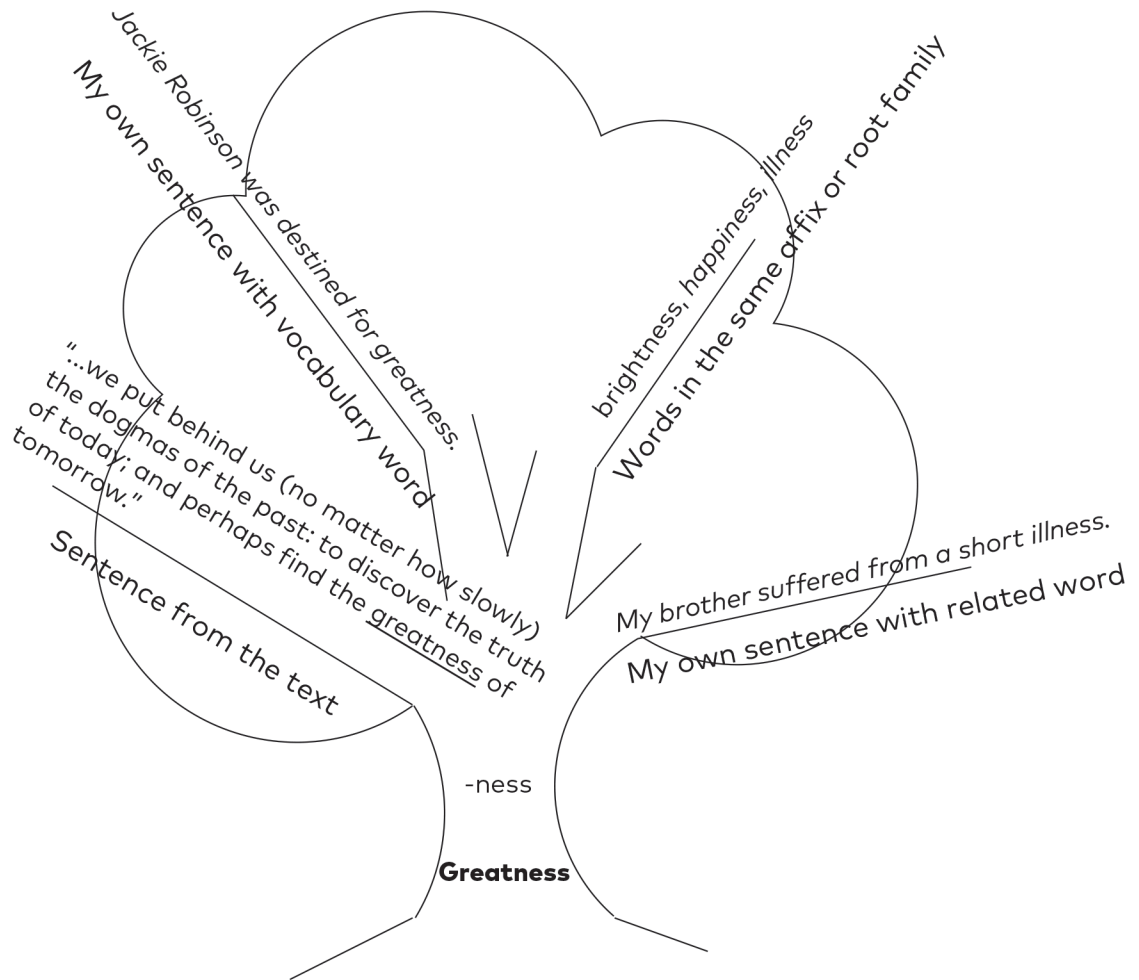 Jackie Robinson was destined for greatness.
My own sentence with vocabulary word
brightness, happiness, illness
Words in the same affix or root family
"...we put behind us (no matter how slowly)
the dogmas of the past: to discover the truth
of today; and perhaps find the greatness of
tomorrow."
Sentence from the text
My brother suffered from a short illness.
My own sentence with related word
-ness
Greatness